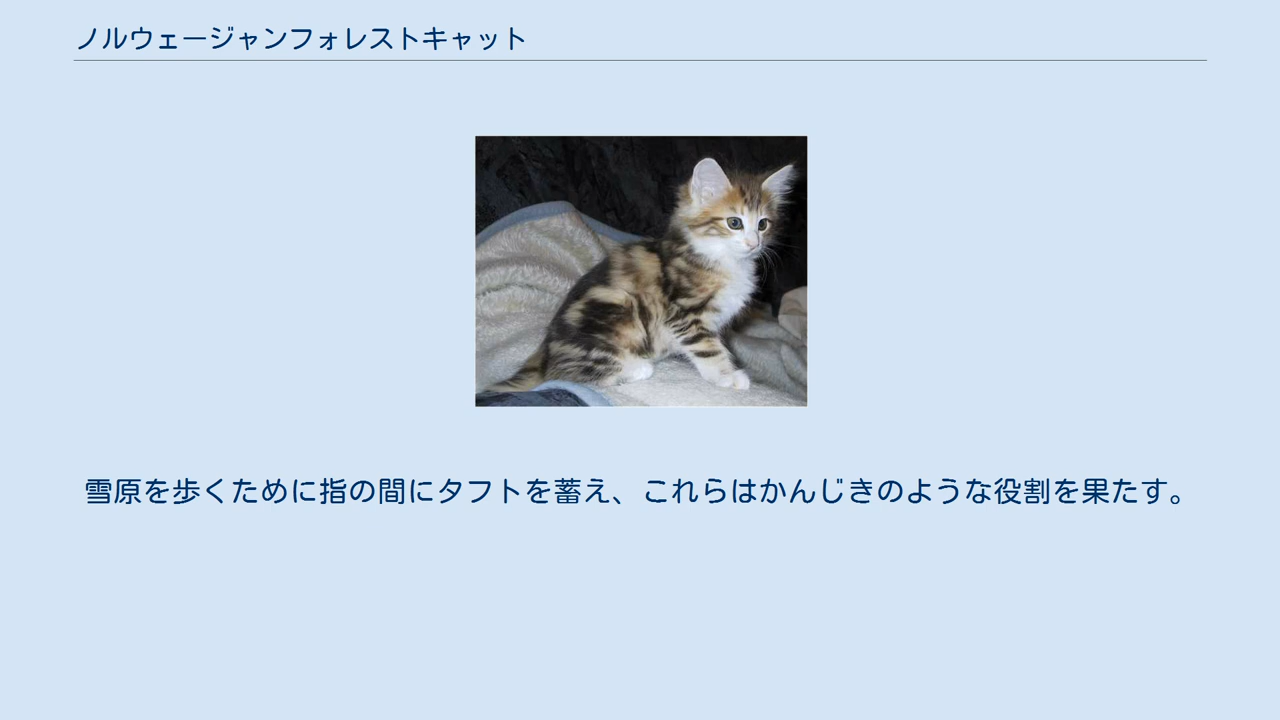 ノルウェージャンフォレストキャット
雪原を歩くために指の間にタフトを蓄え、これらはかんじきのような役割を果たす。